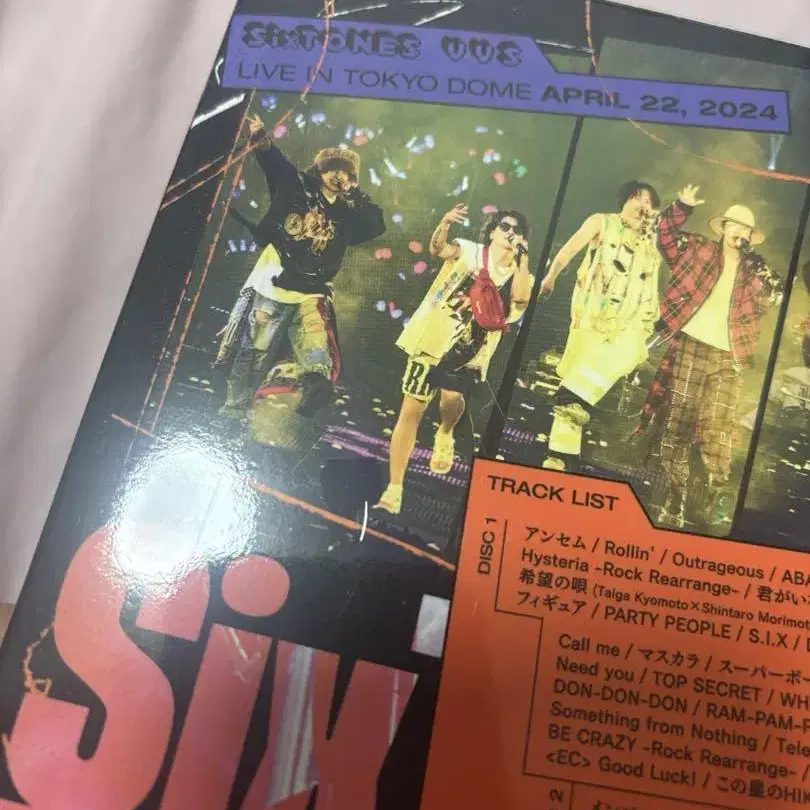 SixTONES VVS
LIVE IN TOKYO DOME APRIL 22, 2024
TRACK LIST
DISC 1
アンセム / Rollin' / Outrageous / ABA
Hysteria -Rock Rearrange- / 君がい
希望の唄 (Taiga Kyomoto×Shintaro Morimot
フィギュア / PARTY PEOPLE / S.I.X /
Call me / マスカラ / スーパーボー
Need you / TOP SECRET / WH
DON-DON-DON / RAM-PAM-P
Something from Nothing / Tele
BE CRAZY -Rock Rearrange- /
<EC> Good Luck! / この星のHI
2
Six